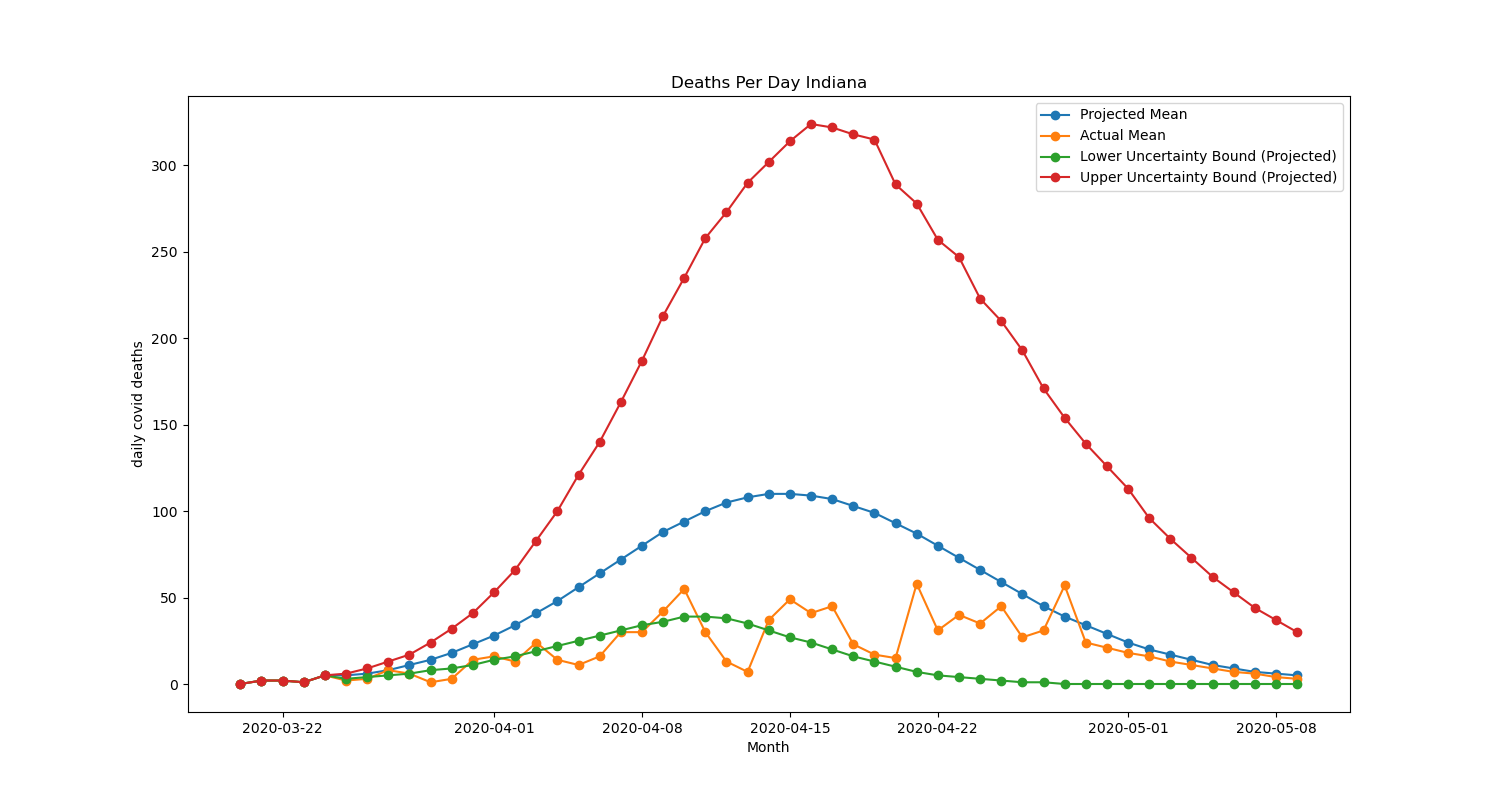 Deaths Per Day Indiana
Projected Mean
Actual Mean
Lower Uncertainty Bound (Projected)
Upper Uncertainty Bound (Projected)
daily covid deaths
300
250
200
150
100
50
0
2020-03-22 2020-04-01 2020-04-08 2020-04-15 2020-04-22 2020-05-01 2020-05-08
Month